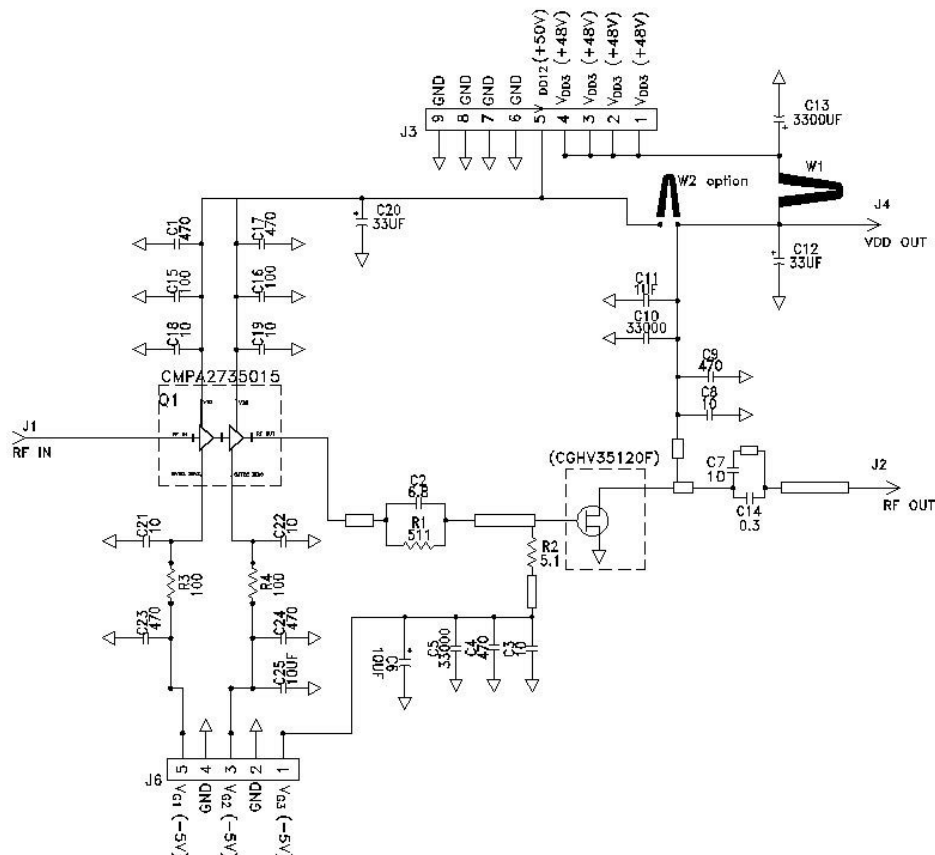 VDD12 (+50V)
VDD3 (+48V)
VDD3 (+48V)
VDD3 (+48V)
VDD3 (+48V)
GND
GND
GND
GND
9 8 7 6 5 4 3 2 1
J3
C13
3300UF
W1
W2 option
J4
VDD OUT
C12
33UF
C20
33UF
C1
470
C17
470
C15
100
C16
100
C18
10
C19
10
C11
1UF
C10
33000
C9
470
C8
10
CMPA2735015
Q1
RF IN
RF OUT
J1
RF IN
(CGHV35120F)
C7
10
C14
0.3
J2
RF OUT
C2
6.8
R1
511
R2
5.1
C21
10
C22
10
R3
100
R4
100
C23
470
C24
470
C25
10UF
C6
10UF
C5
33000
C4
470
C3
10
J6
5 4 3 2 1
VG1 (-5V)
GND
VG2 (-5V)
GND
VG3 (-5V)